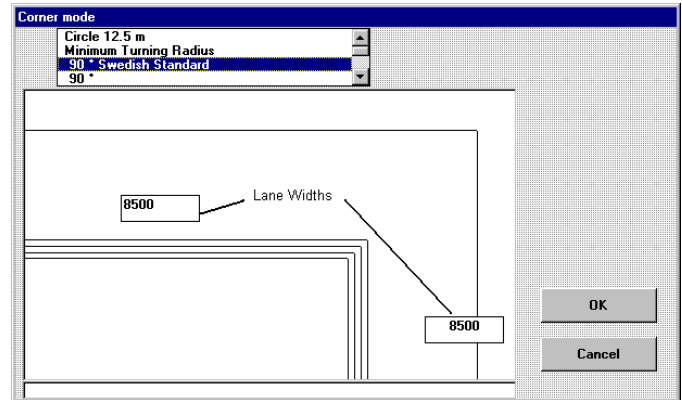 Corner mode
Circle 12.5 m
Minimum Turning Radius
90 ° Swedish Standard
90 °
8500
Lane Widths
8500
OK
Cancel